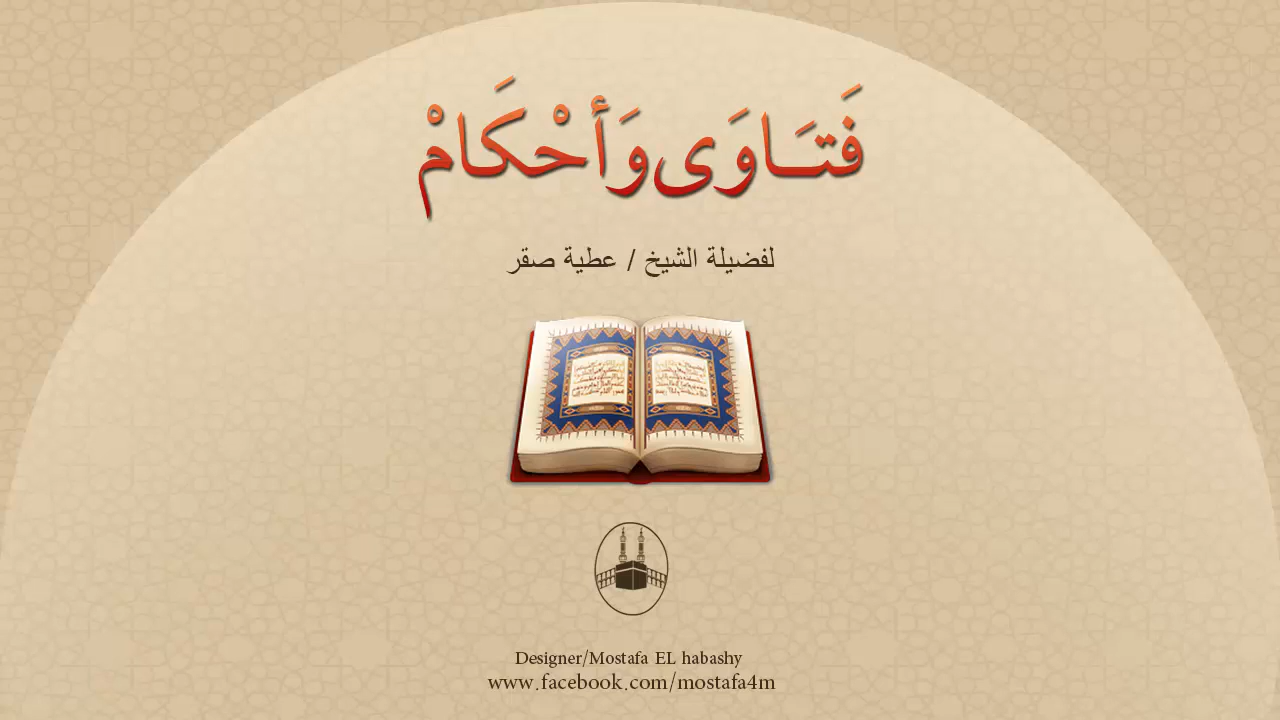 فَتَـاوَى وَأَحْكَامْ
لفضيلة الشيخ / عطية صقر
Designer/Mostafa EL habashy
www.facebook.com/mostafa4m